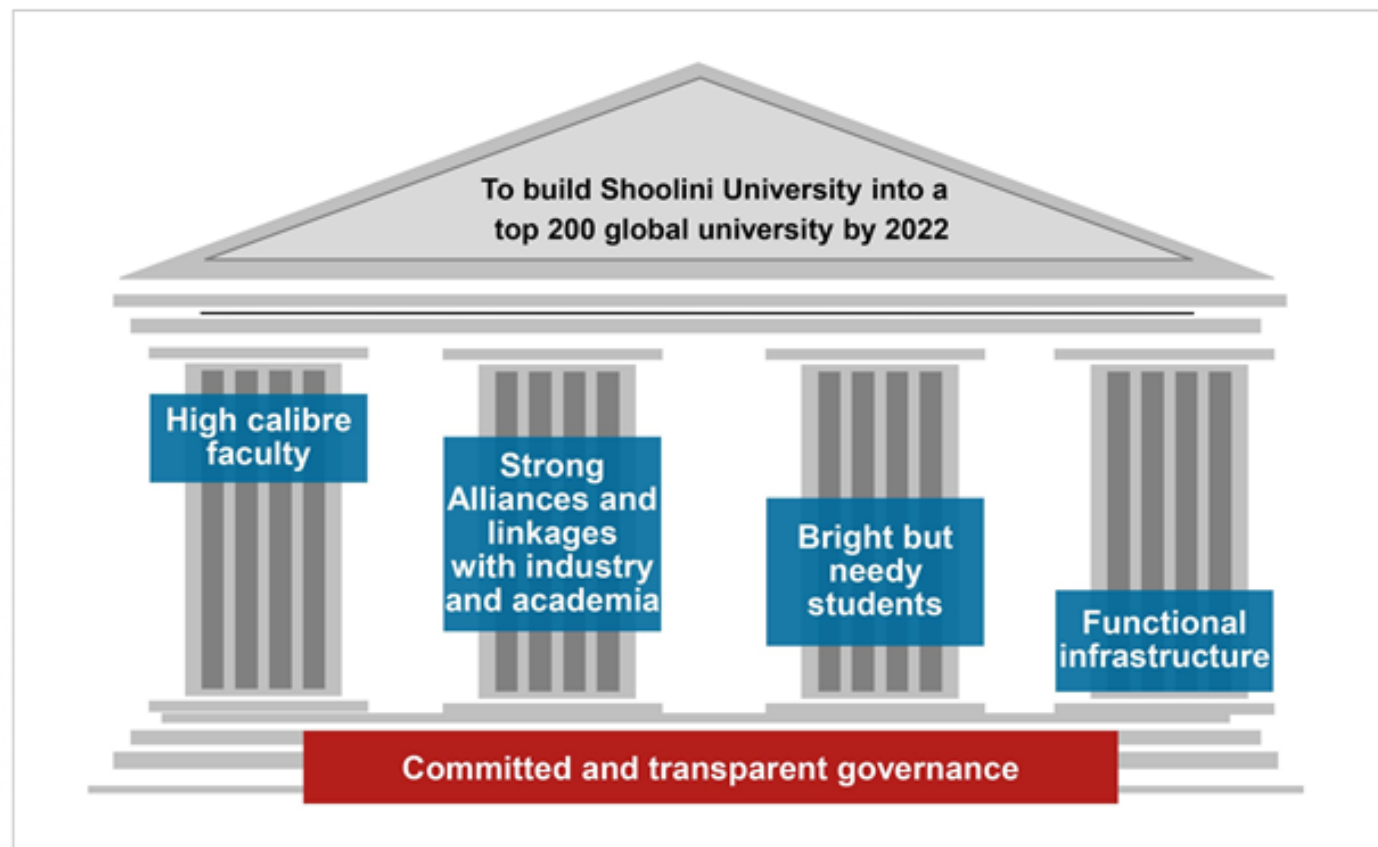 To build Shoolini University into a
top 200 global university by 2022
High calibre
faculty
Strong
Alliances and
linkages
with industry
and academia
Bright but
needy
students
Functional
infrastructure
Committed and transparent governance